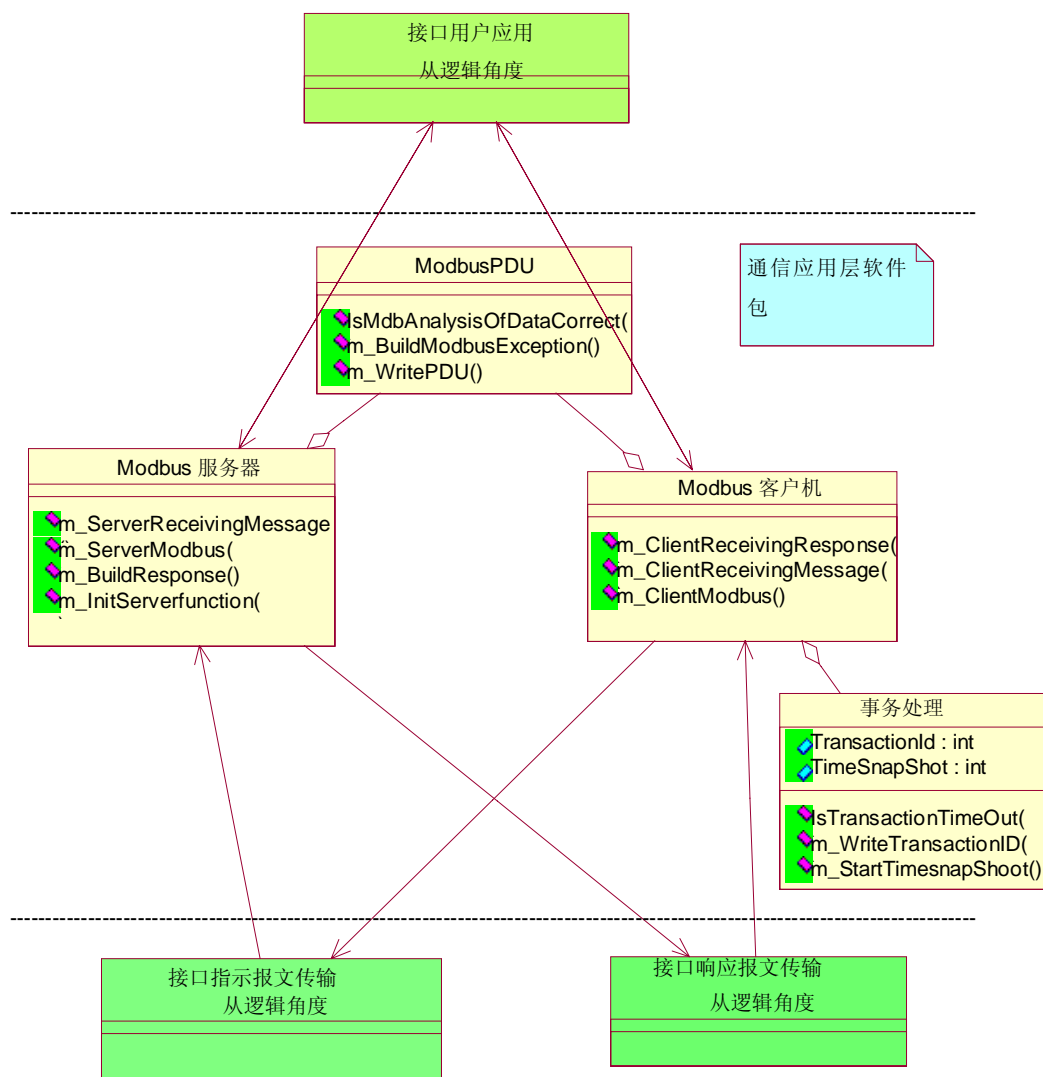 接口用户应用
从逻辑角度
ModbusPDU
IsMdbAnalysisOfDataCorrect(
m_BuildModbusException()
m_WritePDU()
通信应用层软件
包
Modbus 服务器
m_ServerReceivingMessage
m_ServerModbus(
m_BuildResponse()
m_InitServerfunction(
Modbus 客户机
m_ClientReceivingResponse(
m_ClientReceivingMessage(
m_ClientModbus()
事务处理
TransactionId : int
TimeSnapShot : int
IsTransactionTimeOut(
m_WriteTransactionID(
m_StartTimesnapShoot()
接口指示报文传输
从逻辑角度
接口响应报文传输
从逻辑角度